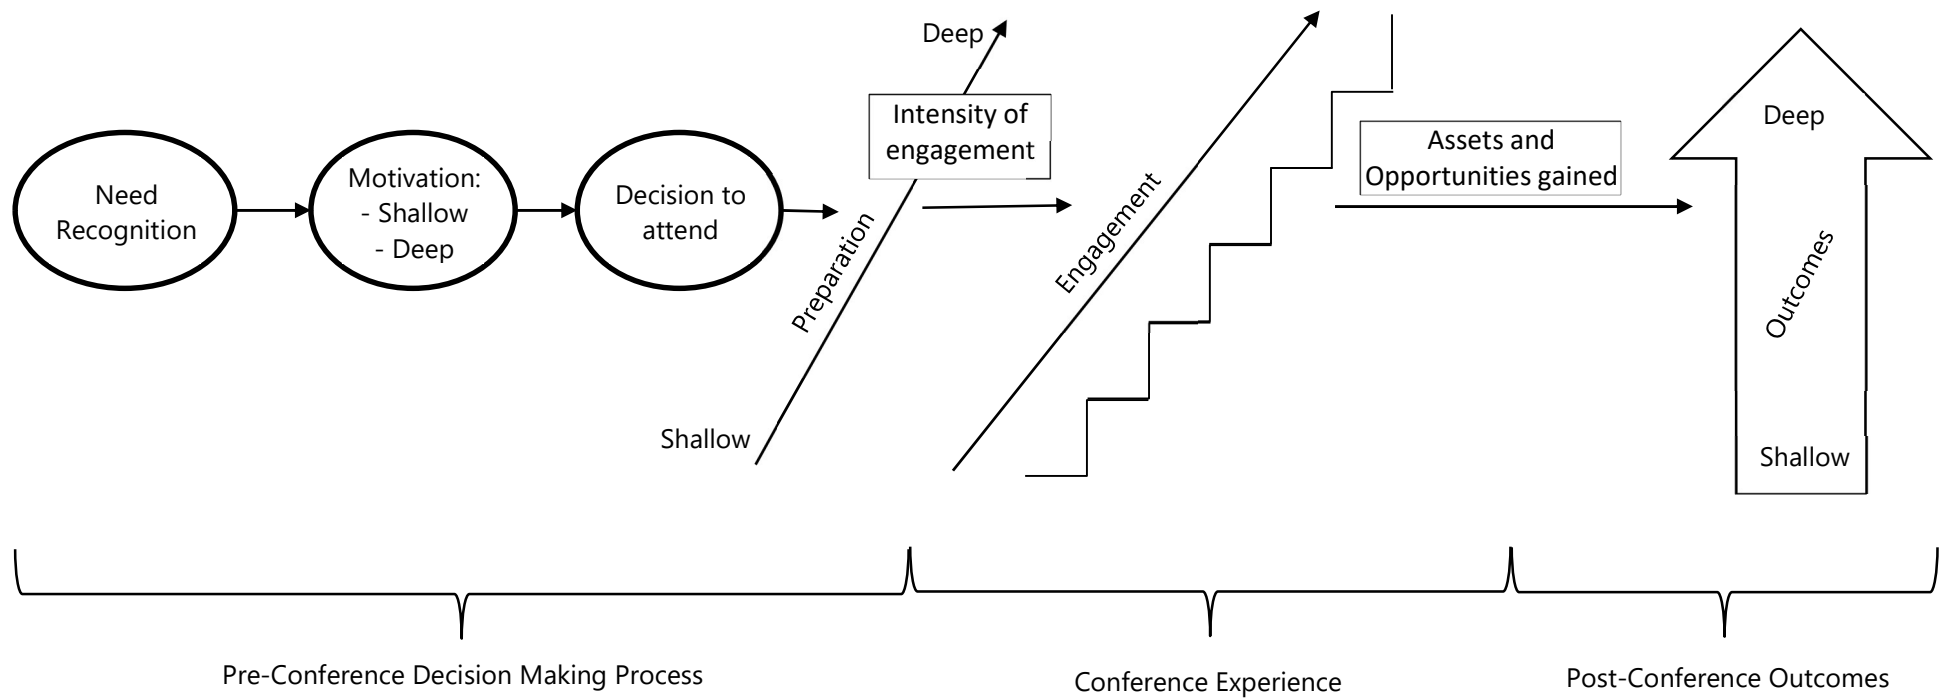 Need
Recognition
Motivation:
- Shallow
- Deep
Decision to
attend
Deep
Intensity of
engagement
Preparation
Shallow
Engagement
Assets and
Opportunities gained
Deep
Outcomes
Shallow
Pre-Conference Decision Making Process
Conference Experience
Post-Conference Outcomes